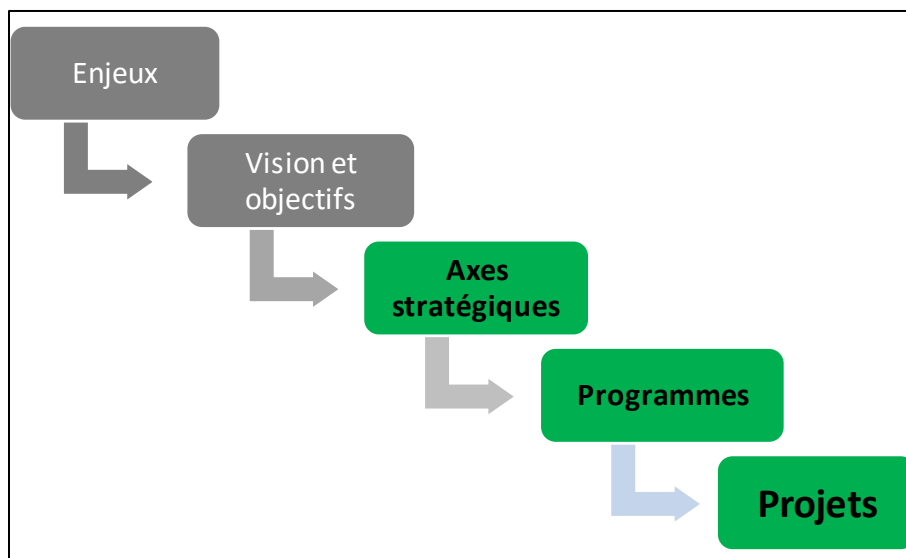 Enjeux
Vision et
objectifs
Axes
stratégiques
Programmes
Projets